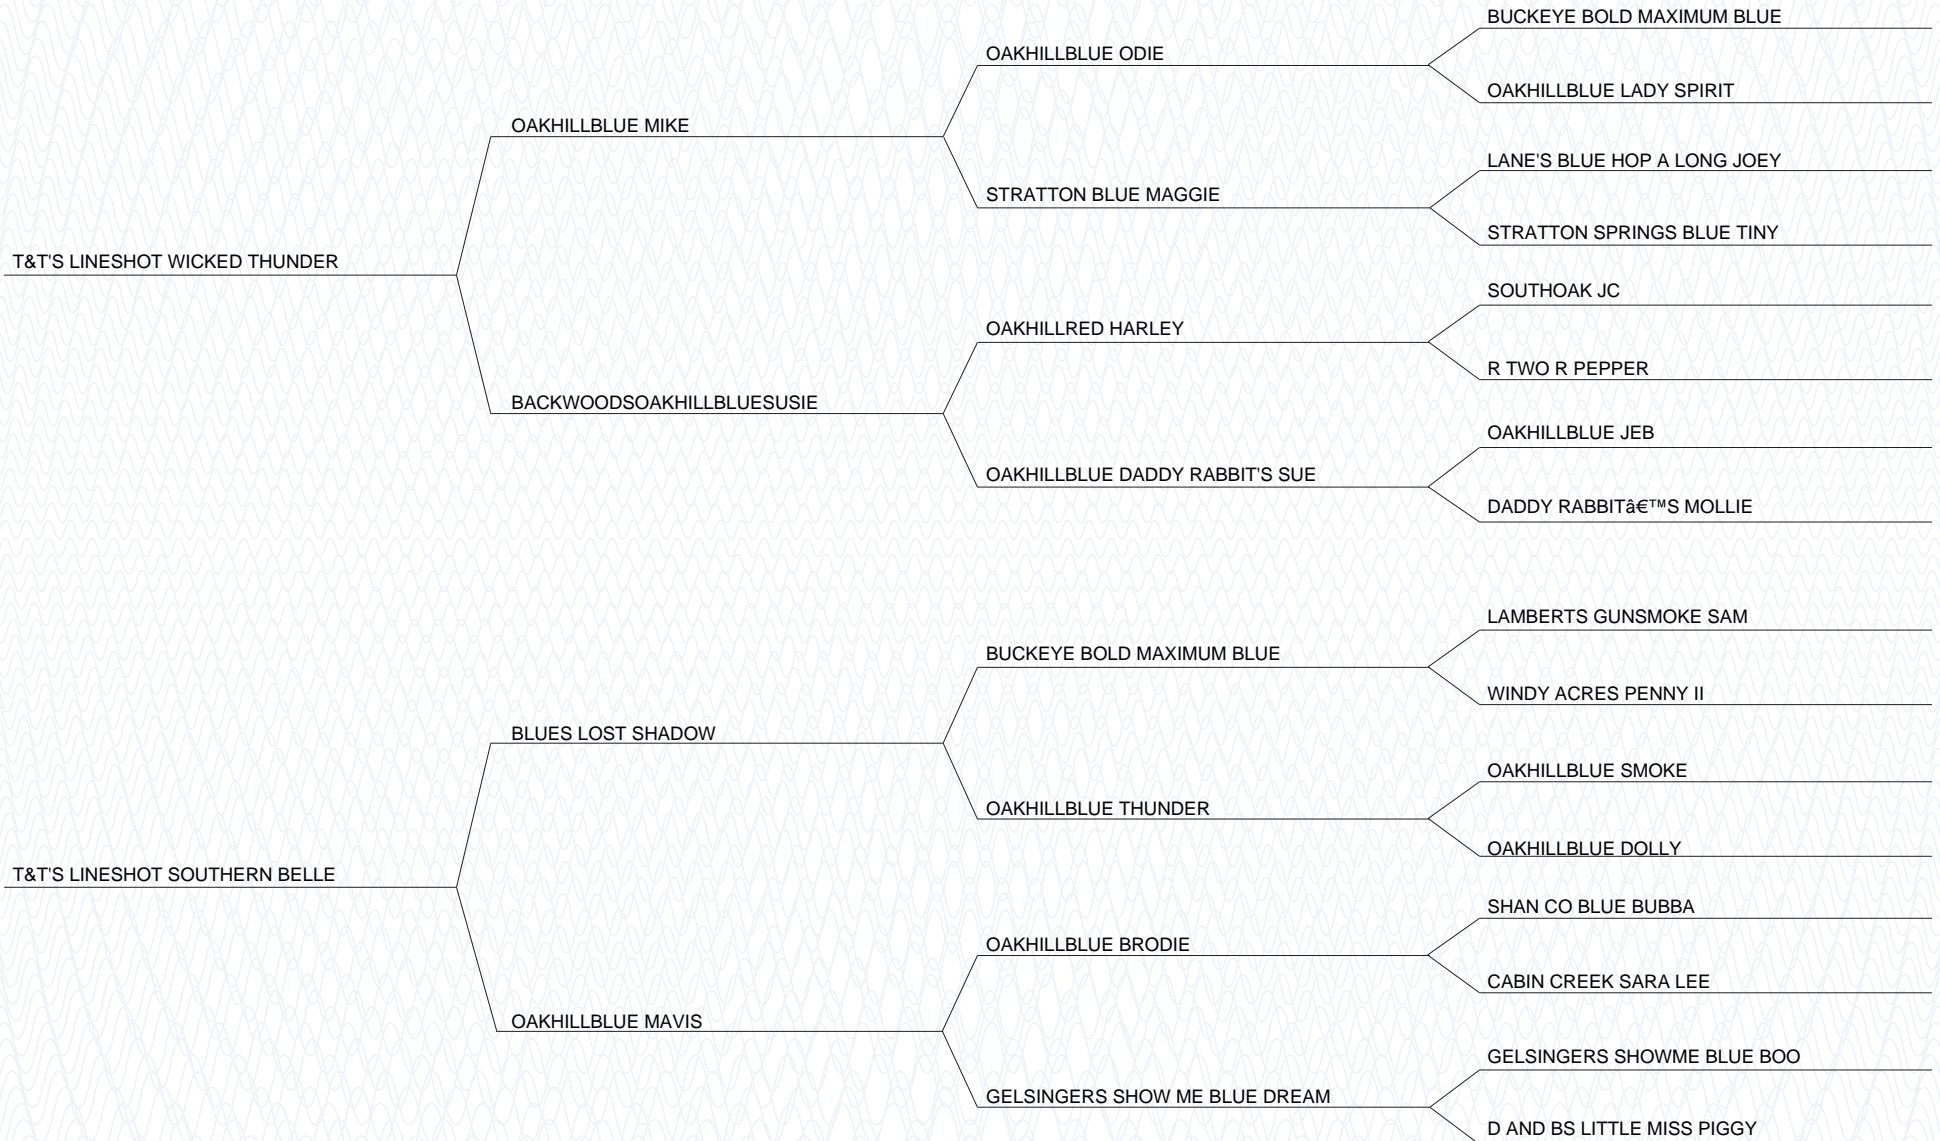 BUCKEYE BOLD MAXIMUM BLUE
OAKHILLBLUE ODIE
OAKHILLBLUE LADY SPIRIT
OAKHILLBLUE MIKE
LANE'S BLUE HOP A LONG JOEY
STRATTON BLUE MAGGIE
STRATTON SPRINGS BLUE TINY
T&T'S LINESHOT WICKED THUNDER
SOUTHOAK JC
OAKHILLRED HARLEY
R TWO R PEPPER
BACKWOODSOAKHILLBLUESUSIE
OAKHILLBLUE JEB
OAKHILLBLUE DADDY RABBIT'S SUE
DADDY RABBITâ€™S MOLLIE
LAMBERTS GUNSMOKE SAM
BUCKEYE BOLD MAXIMUM BLUE
WINDY ACRES PENNY II
BLUES LOST SHADOW
OAKHILLBLUE SMOKE
OAKHILLBLUE THUNDER
OAKHILLBLUE DOLLY
T&T'S LINESHOT SOUTHERN BELLE
SHAN CO BLUE BUBBA
OAKHILLBLUE BRODIE
CABIN CREEK SARA LEE
OAKHILLBLUE MAVIS
GELSINGERS SHOWME BLUE BOO
GELSINGERS SHOW ME BLUE DREAM
D AND BS LITTLE MISS PIGGY